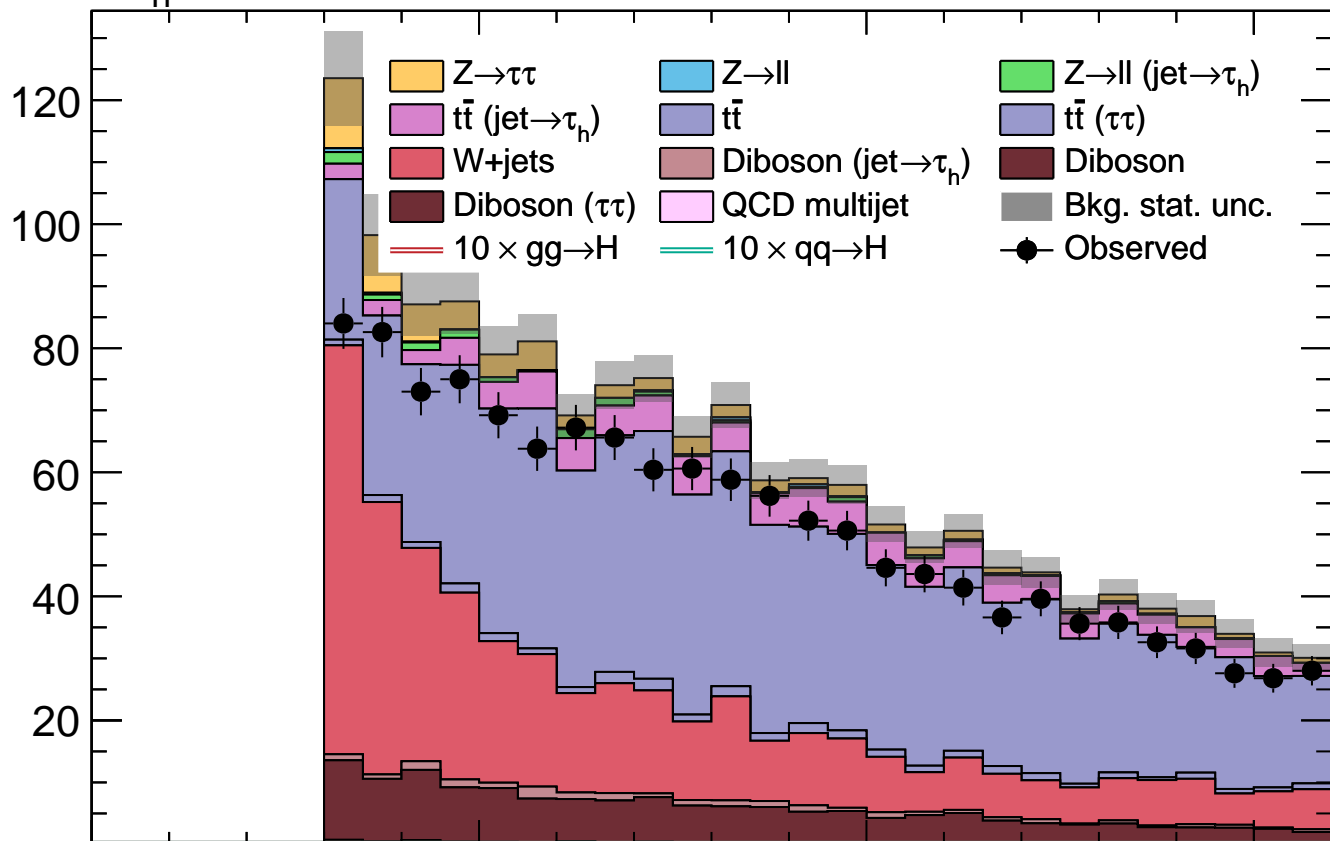 H
120
100
80
60
40
20
Z→ττ Z→ll Z→ll (jet→τh)
tt̄ (jet→τh) tt̄ tt̄ (ττ)
W+jets Diboson (jet→τh) Diboson
Diboson (ττ) QCD multijet Bkg. stat. unc.
10 × gg→H 10 × qq→H Observed